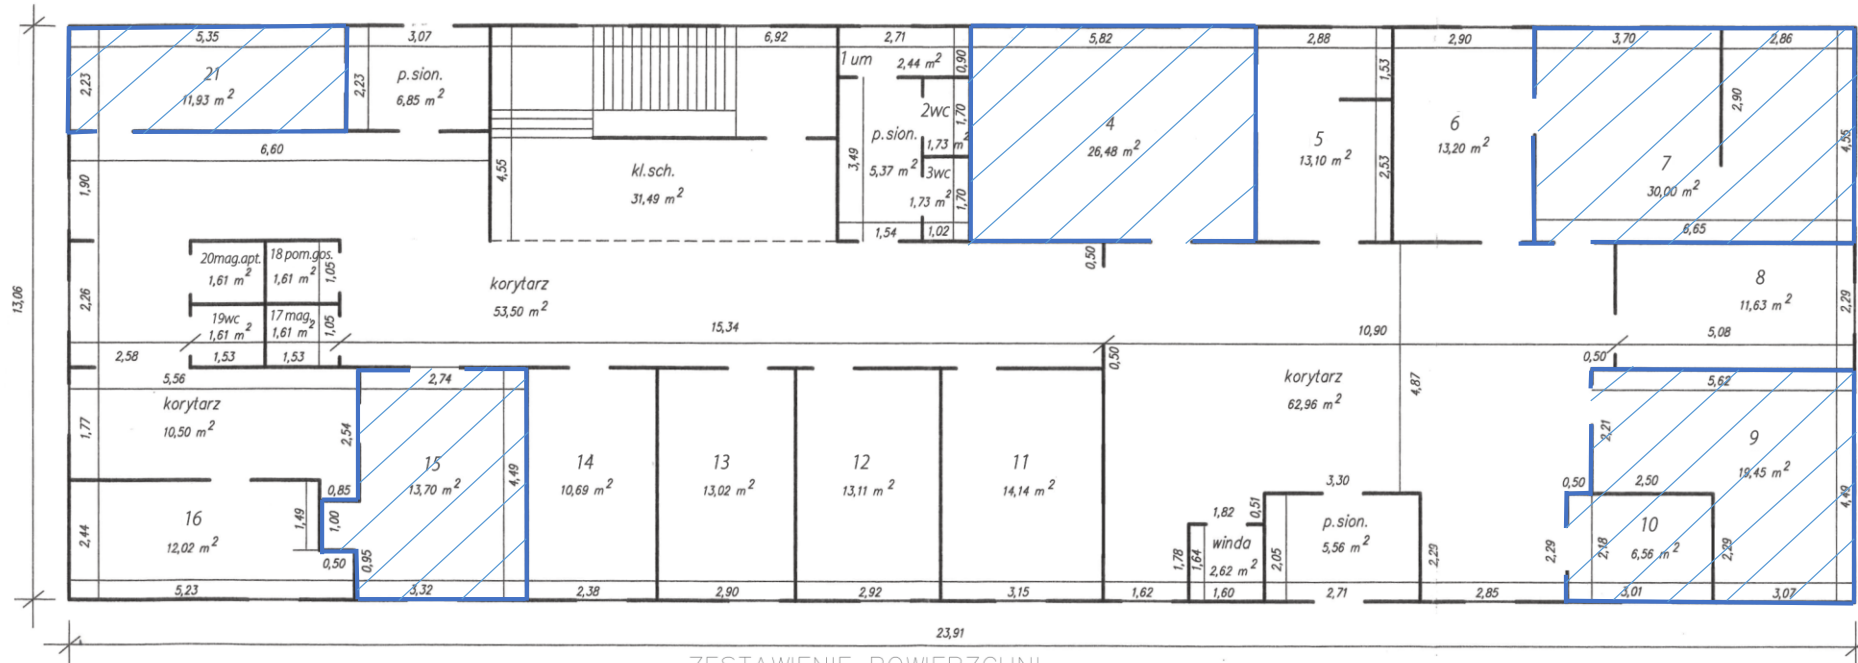 5,35
3,07
6,92
2,71
5,82
2,88
2,90
3,70
2,86
2,23
21
11,93 m²
2,23
p.sion.
6,85 m²
1 um
2,44 m²
0,90
1,53
2,90
4,55
6,60
4,55
kl.sch.
31,49 m²
3,49
p.sion.
5,37 m²
2wc
1,73 m²
1,70
3wc
1,73 m²
1,70
1,54
1,02
4
26,48 m²
5
13,10 m²
2,53
6
13,20 m²
7
30,00 m²
6,65
1,90
13,06
2,26
20mag.apt.
1,61 m²
18 pom.gos.
1,61 m²
1,05
19wc
1,61 m²
17 mag.
1,61 m²
1,05
korytarz
53,50 m²
0,50
8
11,63 m²
2,29
2,58
1,53
1,53
15,34
10,90
5,08
0,50
0,50
5,56
korytarz
10,50 m²
1,77
2,74
2,54
15
13,70 m²
4,49
14
10,69 m²
13
13,02 m²
12
13,11 m²
11
14,14 m²
korytarz
62,96 m²
4,87
5,62
2,21
9
19,45 m²
4,49
16
12,02 m²
2,44
1,49
0,85
1,00
0,50
0,95
3,30
0,51
1,82
winda
2,62 m²
1,78
1,64
2,05
p.sion.
5,56 m²
2,29
0,50
2,50
10
6,56 m²
2,29
2,18
2,29
5,23
3,32
2,38
2,90
2,92
3,15
1,62
1,60
2,71
2,85
3,01
3,07
23,91
ZESTAWIENIE POWIERZCHNI